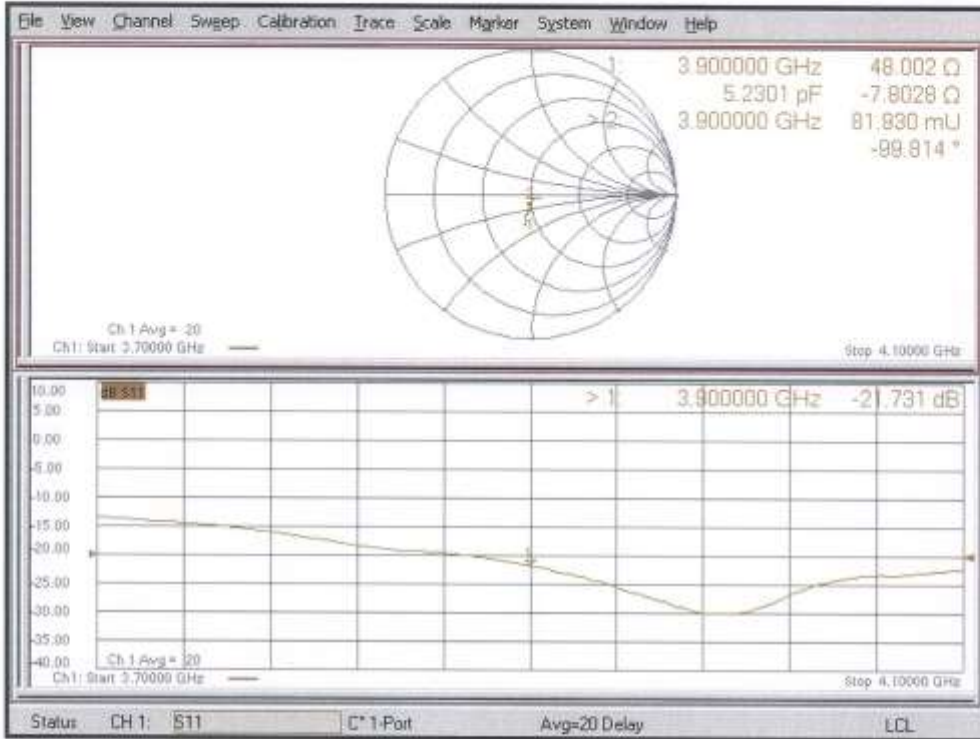 File View Channel Sweep Calibration Trace Scale Marker System Window Help
1: 3.900000 GHz 48.002 Ω
5.2301 pF -7.8028 Ω
> 2: 3.900000 GHz 81.930 mU
-99.814 °
Ch 1 Avg = 20
Ch1: Start 3.70000 GHz
Stop 4.10000 GHz
dB S11
> 1: 3.900000 GHz -21.731 dB
10.00
5.00
0.00
-5.00
-10.00
-15.00
-20.00
-25.00
-30.00
-35.00
-40.00
1
Ch 1 Avg = 20
Ch1: Start 3.70000 GHz
Stop 4.10000 GHz
Status CH 1: S11 C* 1-Port Avg=20 Delay LCL